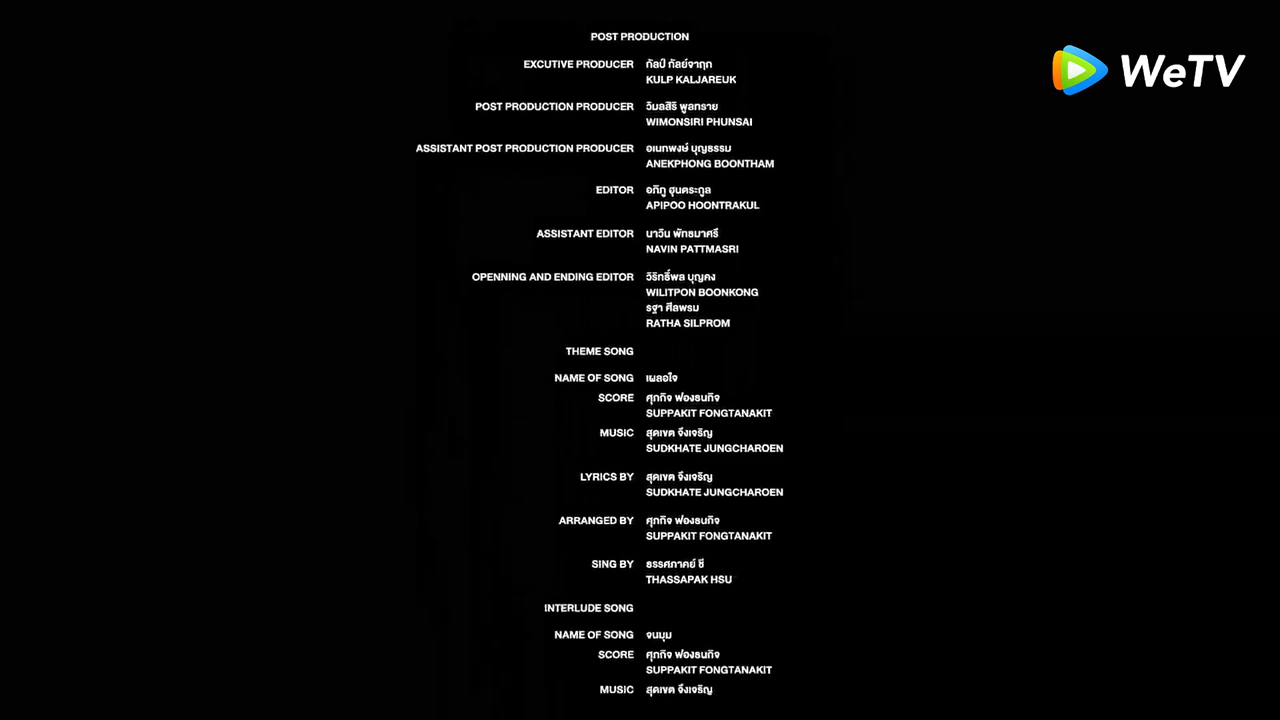 WeTV
POST PRODUCTION
EXCUTIVE PRODUCER กัลป์ กัลย์จาฤก
KULP KALJAREUK
POST PRODUCTION PRODUCER วิมลสิริ พูลทราย
WIMONSIRI PHUNSAI
ASSISTANT POST PRODUCTION PRODUCER อเนกพงษ์ บุญธรรม
ANEKPHONG BOONTHAM
EDITOR อภิภู ฮุนตระกูล
APIPOO HOONTRAKUL
ASSISTANT EDITOR นาวิน พัทธมาศรี
NAVIN PATTMASRI
OPENNING AND ENDING EDITOR วิริทธิ์พล บุญคง
WILITPON BOONKONG
รฐา ศีลพรม
RATHA SILPROM
THEME SONG
NAME OF SONG เผลอใจ
SCORE ศุภกิจ ฟองธนกิจ
SUPPAKIT FONGTANAKIT
MUSIC สุดเขต จึงเจริญ
SUDKHATE JUNGCHAROEN
LYRICS BY สุดเขต จึงเจริญ
SUDKHATE JUNGCHAROEN
ARRANGED BY ศุภกิจ ฟองธนกิจ
SUPPAKIT FONGTANAKIT
SING BY ธรรศภาคย์ ชี
THASSAPAK HSU
INTERLUDE SONG
NAME OF SONG จนมุม
SCORE ศุภกิจ ฟองธนกิจ
SUPPAKIT FONGTANAKIT
MUSIC สุดเขต จึงเจริญ